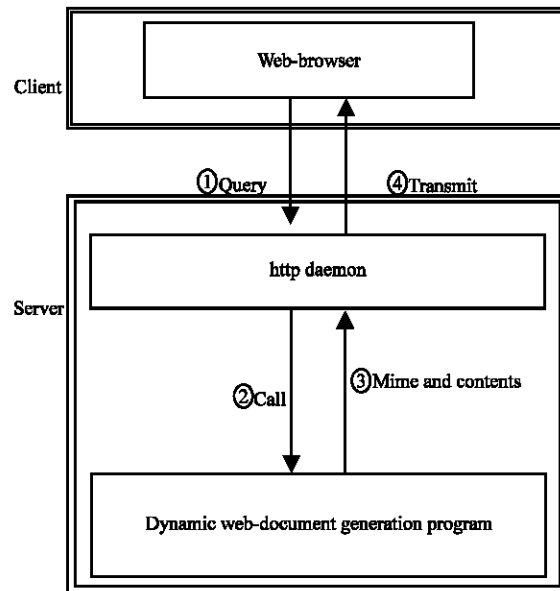 Web-browser
Client
①Query
④Transmit
http daemon
Server
③Mime and contents
②Call
Dynamic web-document generation program